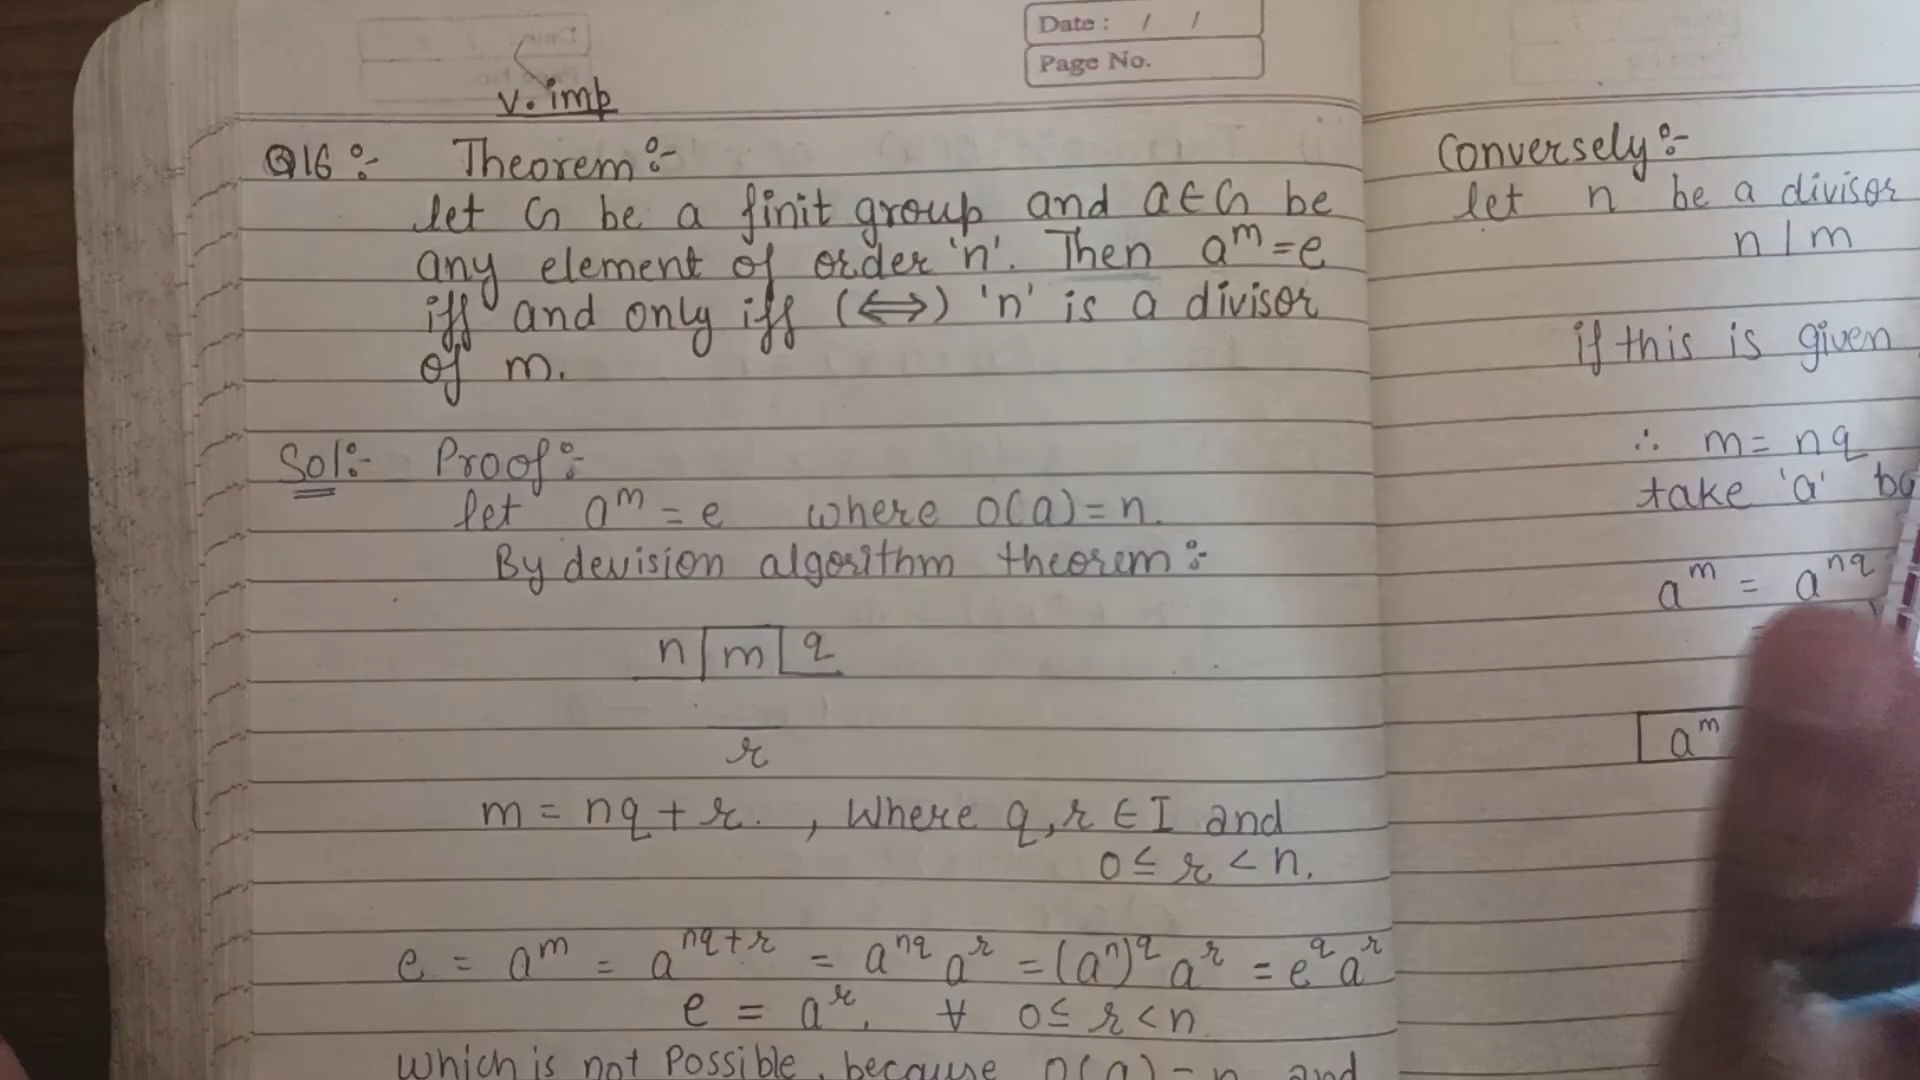 Date : / /
Page No.
v. imp
Q16 :- Theorem :-
let G be a finit group and a ∈ G be
any element of order 'n'. Then a^m = e
iff and only iff (⟺) 'n' is a divisor
of m.
Sol :- Proof :-
let a^m = e where o(a) = n.
By devision algorithm theorem :-
n | m | q
r
m = nq + r. , Where q, r ∈ I and
0 ≤ r < n.
e = a^m = a^nq+r = a^nq a^r = (a^n)^q a^r = e^q a^r
e = a^r, ∀ 0 ≤ r < n.
Which is not Possible, because o(a) = n and
Conversely :-
let n be a divisor
n | m
if this is given
∴ m = nq
take 'a'
a^m = a^nq
a^m